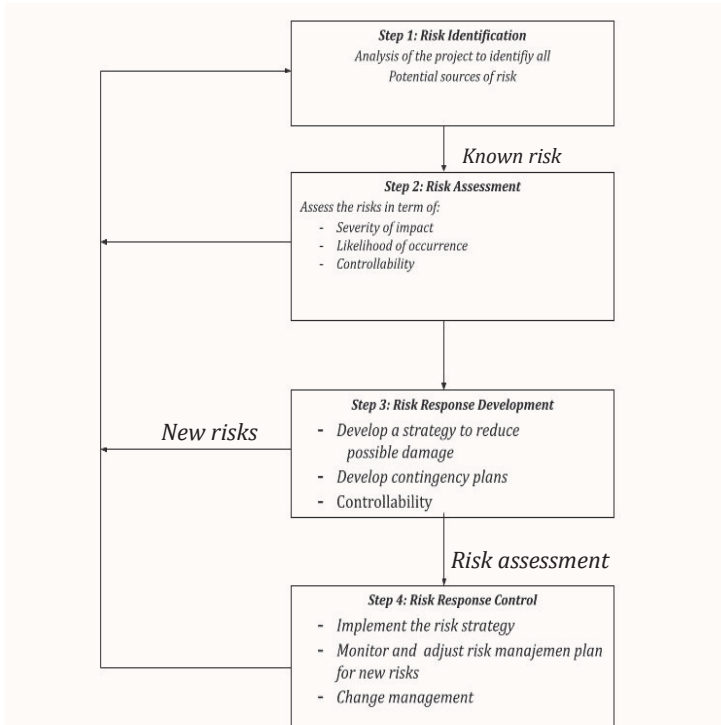 Step 1: Risk Identification
Analysis of the project to identifiy all
Potential sources of risk
Known risk
Step 2: Risk Assessment
Assess the risks in term of:
- Severity of impact
- Likelihood of occurrence
- Controllability
Step 3: Risk Response Development
New risks
- Develop a strategy to reduce
possible damage
- Develop contingency plans
- Controllability
Risk assessment
Step 4: Risk Response Control
- Implement the risk strategy
- Monitor and adjust risk manajemen plan
for new risks
- Change management